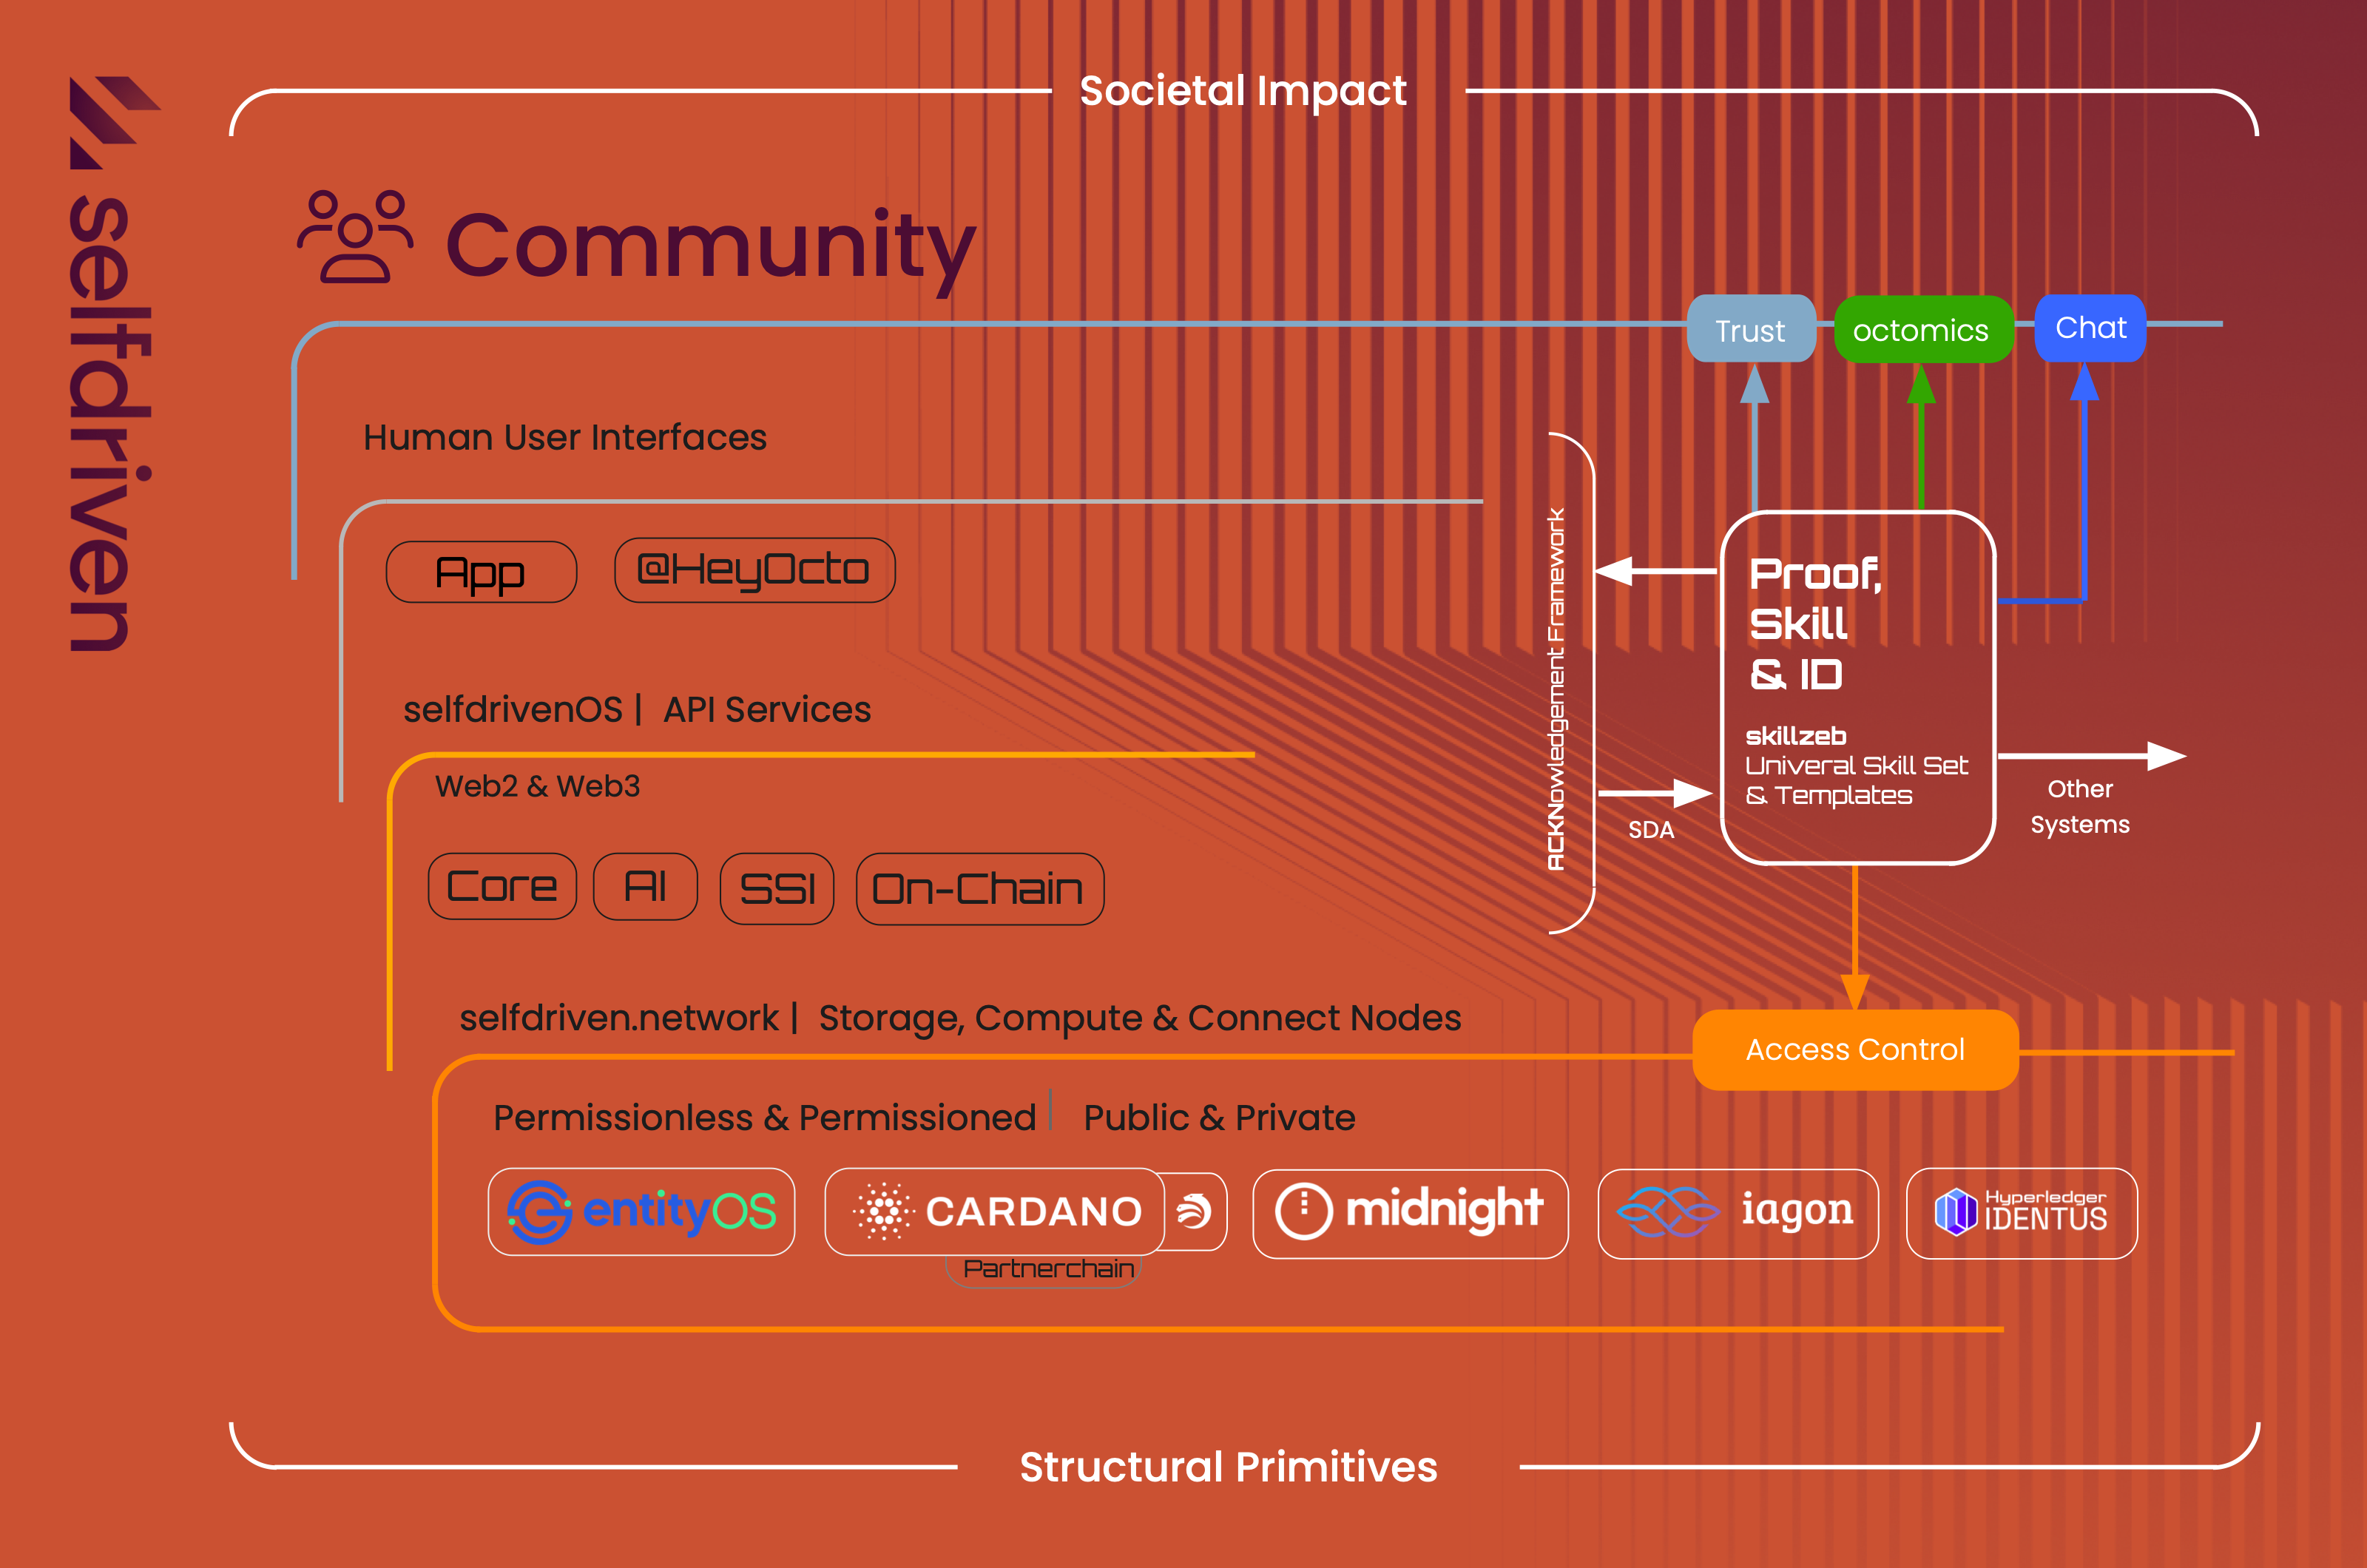 Societal Impact
selfdriven
Community
Trust
octomics
Chat
Human User Interfaces
App
@HeyOcto
ACKNowledgement Framework
Proof,
Skill
& ID
skillzeb
Univeral Skill Set
& Templates
SDA
Other
Systems
selfdrivenOS | API Services
Web2 & Web3
Core
AI
SSI
On-Chain
selfdriven.network | Storage, Compute & Connect Nodes
Access Control
Permissionless & Permissioned | Public & Private
entityOS
CARDANO
midnight
iagon
Hyperledger
IDENTUS
Partnerchain
Structural Primitives